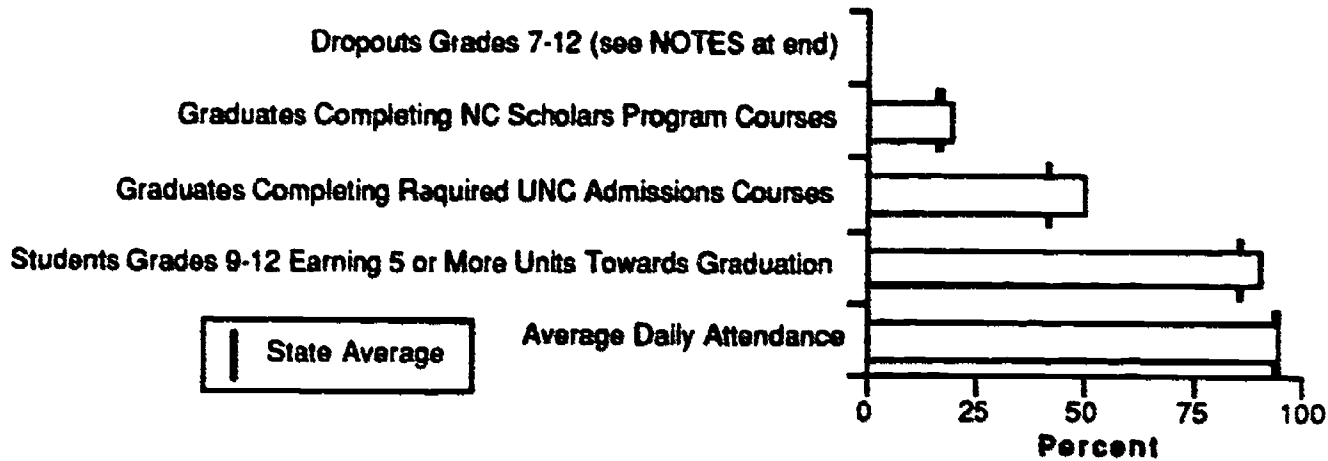 Dropouts Grades 7-12 (see NOTES at end)
Graduates Completing NC Scholars Program Courses
Graduates Completing Required UNC Admissions Courses
Students Grades 9-12 Earning 5 or More Units Towards Graduation
Average Daily Attendance
State Average
0 25 50 75 100
Percent